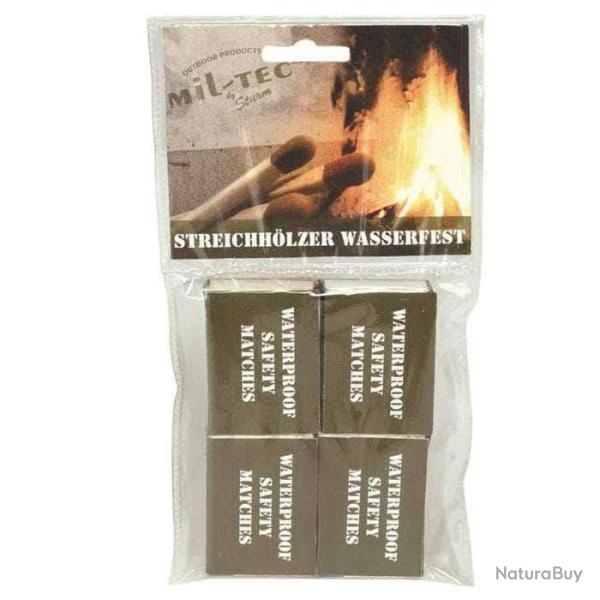 OUTDOOR PRODUCTS
MIL-TEC
by Sturm
STREICHHÖLZER WASSERFEST
WATERPROOF
SAFETY
MATCHES
WATERPROOF
SAFETY
MATCHES
WATERPROOF
SAFETY
MATCHES
WATERPROOF
SAFETY
MATCHES
NaturaBuy